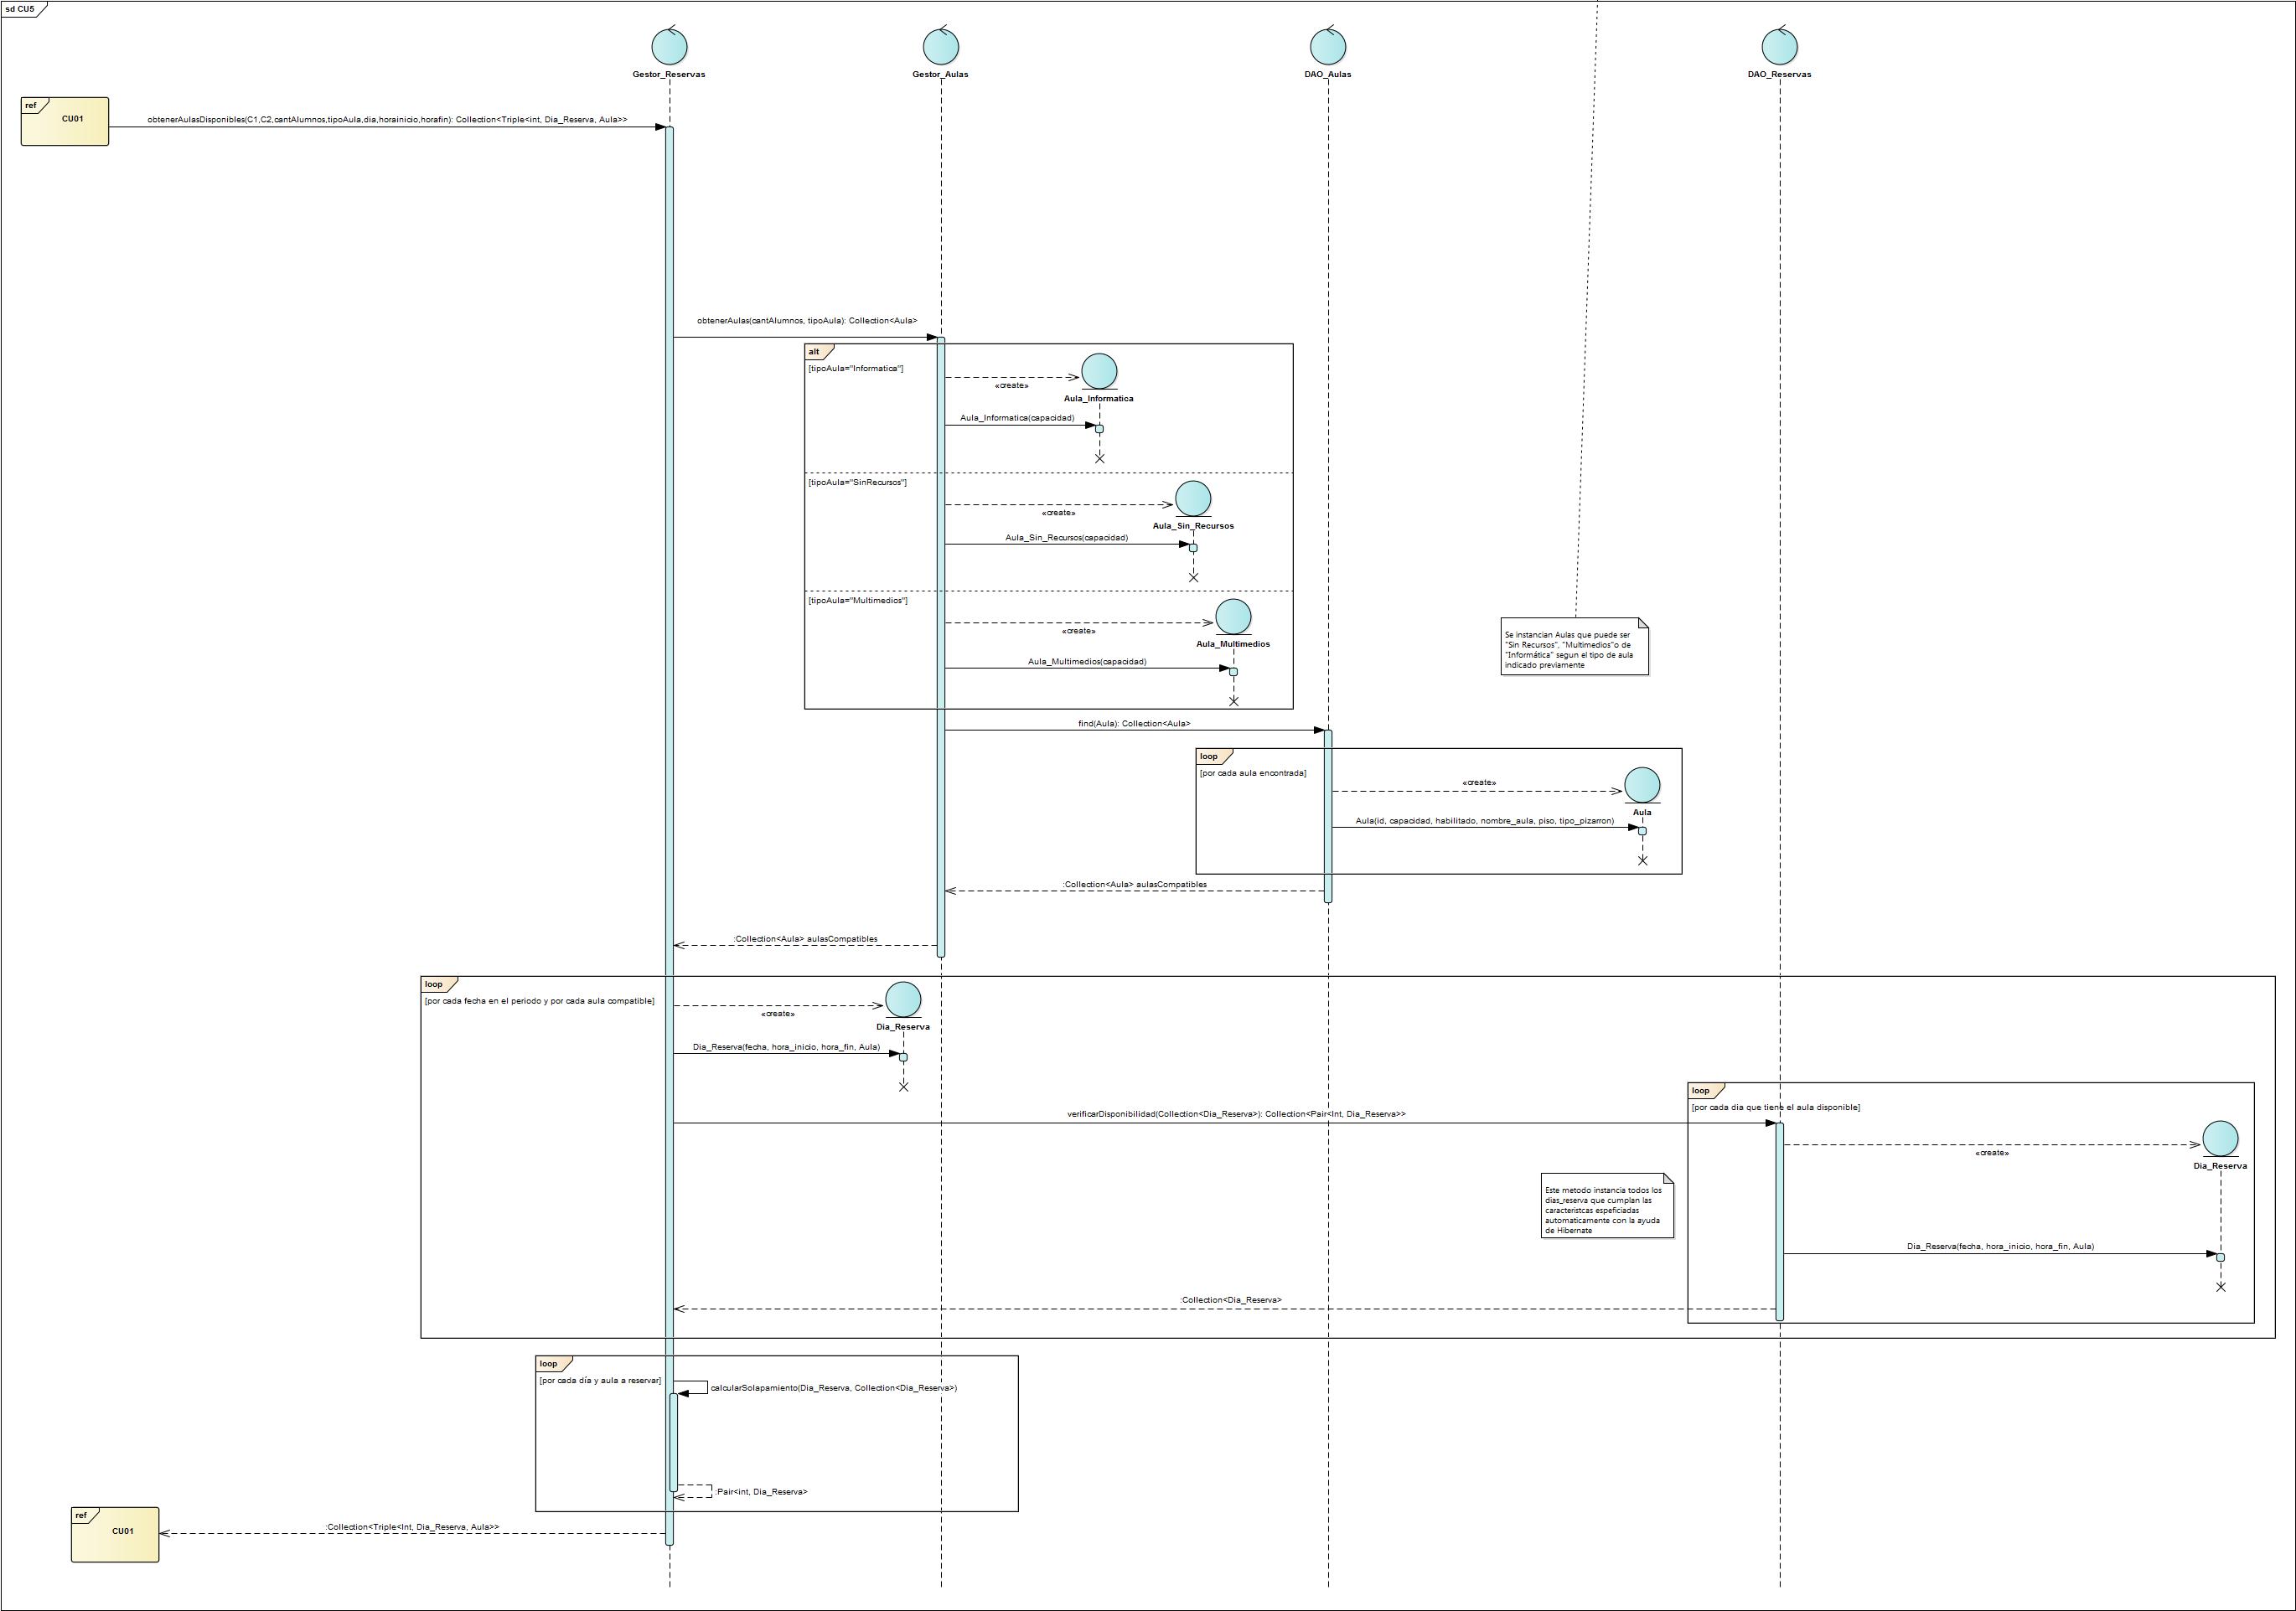 sd CU5
Gestor_Reservas
Gestor_Aulas
DAO_Aulas
DAO_Reservas
ref
CU01
obtenerAulasDisponibles(C1,C2,cantAlumnos,tipoAula,dia,horainicio,horafin): Collection<Triple<int, Dia_Reserva, Aula>>
obtenerAulas(cantAlumnos, tipoAula): Collection<Aula>
alt
[tipoAula="Informatica"]
«create»
Aula_Informatica
Aula_Informatica(capacidad)
[tipoAula="SinRecursos"]
«create»
Aula_Sin_Recursos
Aula_Sin_Recursos(capacidad)
[tipoAula="Multimedios"]
«create»
Aula_Multimedios
Aula_Multimedios(capacidad)
Se instancian Aulas que puede ser
"Sin Recursos", "Multimedios"o de
"Informática" segun el tipo de aula
indicado previamente
find(Aula): Collection<Aula>
loop
[por cada aula encontrada]
«create»
Aula
Aula(id, capacidad, habilitado, nombre_aula, piso, tipo_pizarron)
:Collection<Aula> aulasCompatibles
:Collection<Aula> aulasCompatibles
loop
[por cada fecha en el periodo y por cada aula compatible]
«create»
Dia_Reserva
Dia_Reserva(fecha, hora_inicio, hora_fin, Aula)
loop
[por cada dia que tiene el aula disponible]
verificarDisponibilidad(Collection<Dia_Reserva>): Collection<Pair<Int, Dia_Reserva>>
«create»
Dia_Reserva
Este metodo instancia todos los
dias_reserva que cumplan las
caracteristcas espeficiadas
automaticamente con la ayuda
de Hibernate
Dia_Reserva(fecha, hora_inicio, hora_fin, Aula)
:Collection<Dia_Reserva>
loop
[por cada día y aula a reservar]
calcularSolapamiento(Dia_Reserva, Collection<Dia_Reserva>)
:Pair<int, Dia_Reserva>
ref
CU01
:Collection<Triple<Int, Dia_Reserva, Aula>>